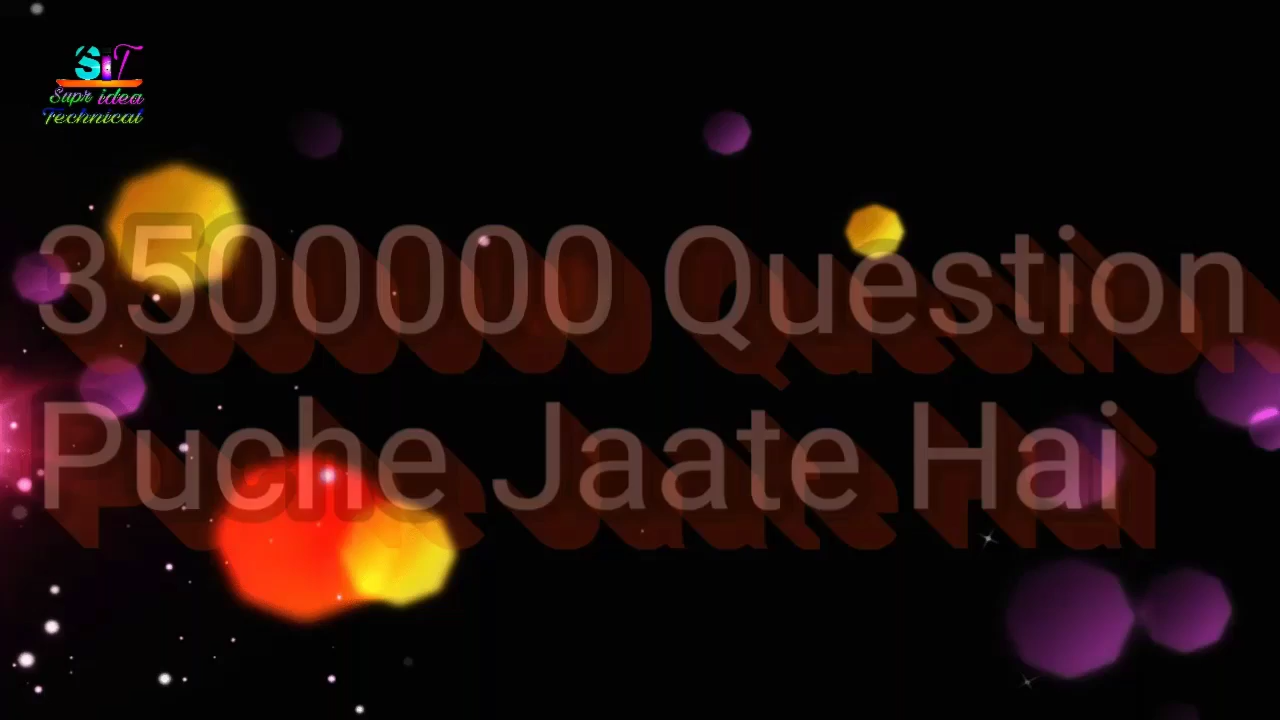 SiT
Supr idea
Technical
3500000 Question
Puche Jaate Hai